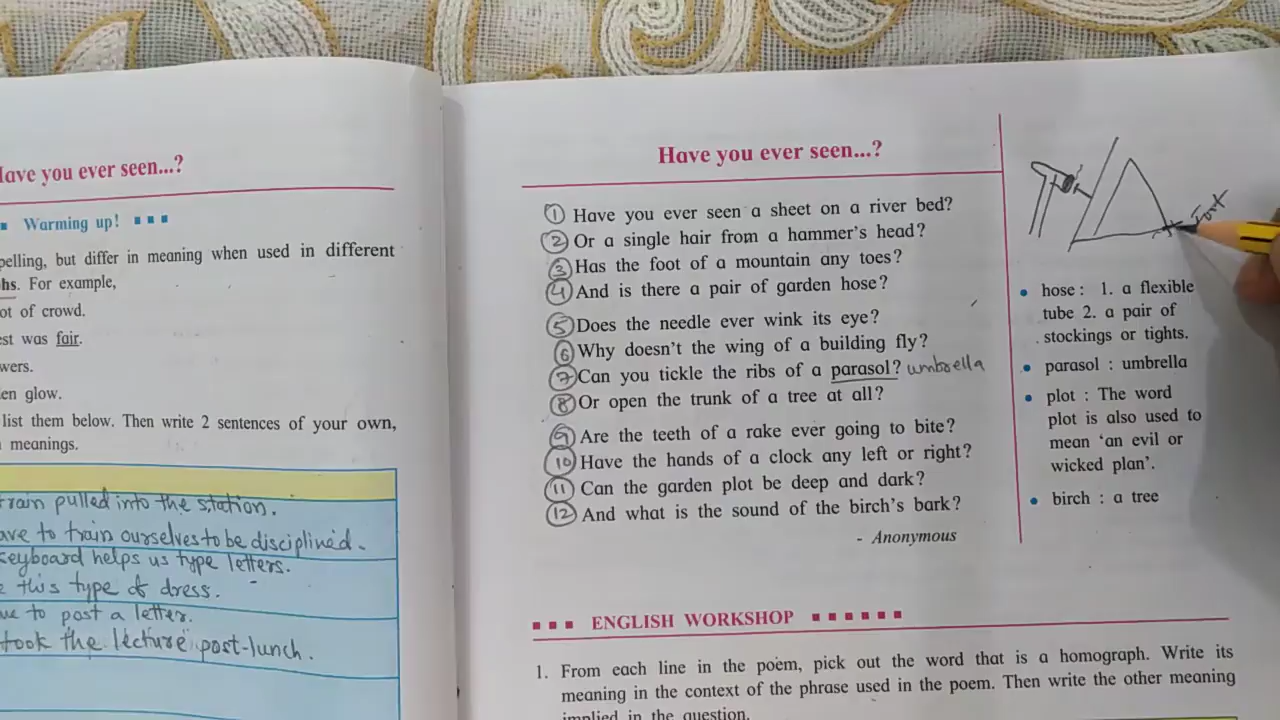 Have you ever seen...?
Warming up!
pelling, but differ in meaning when used in different
hs. For example,
ot of crowd.
est was fair.
wers.
en glow.
list them below. Then write 2 sentences of your own,
meanings.
train pulled into the station.
ave to train ourselves to be disciplined.
keyboard helps us type letters.
this type of dress.
to post a letter.
took the lecture post-lunch.
Have you ever seen...?
1 Have you ever seen a sheet on a river bed?
2 Or a single hair from a hammer's head?
3 Has the foot of a mountain any toes?
4 And is there a pair of garden hose?
5 Does the needle ever wink its eye?
6 Why doesn't the wing of a building fly?
7 Can you tickle the ribs of a parasol? umbrella
8 Or open the trunk of a tree at all?
9 Are the teeth of a rake ever going to bite?
10 Have the hands of a clock any left or right?
11 Can the garden plot be deep and dark?
12 And what is the sound of the birch's bark?
- Anonymous
Foot
• hose : 1. a flexible
tube 2. a pair of
stockings or tights.
• parasol : umbrella
• plot : The word
plot is also used to
mean 'an evil or
wicked plan'.
• birch : a tree
ENGLISH WORKSHOP
1. From each line in the poem, pick out the word that is a homograph. Write its
meaning in the context of the phrase used in the poem. Then write the other meaning
implied in the question.